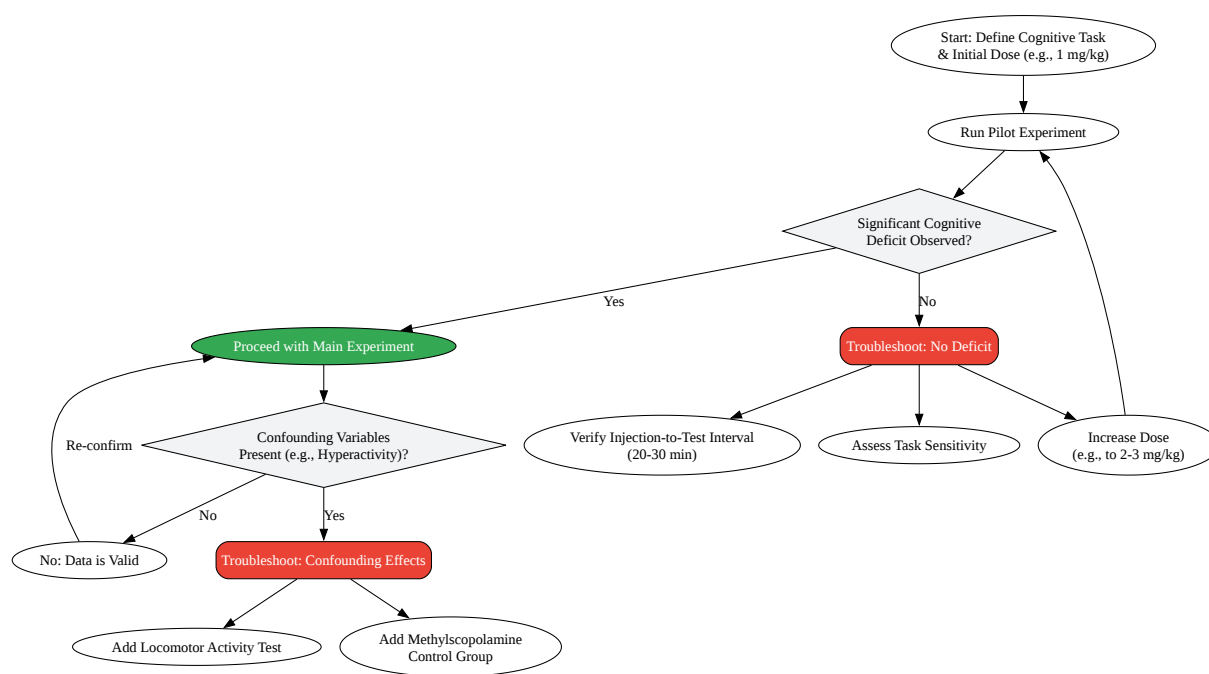 Start: Define Cognitive Task
& Initial Dose (e.g., 1 mg/kg)
Run Pilot Experiment
Significant Cognitive
Deficit Observed?
Yes
No
Proceed with Main Experiment
Troubleshoot: No Deficit
Confounding Variables
Present (e.g., Hyperactivity)?
Re-confirm
Verify Injection-to-Test Interval
(20-30 min)
Assess Task Sensitivity
Increase Dose
(e.g., to 2-3 mg/kg)
No
Yes
No: Data is Valid
Troubleshoot: Confounding Effects
Add Locomotor Activity Test
Add Methylscopolamine
Control Group